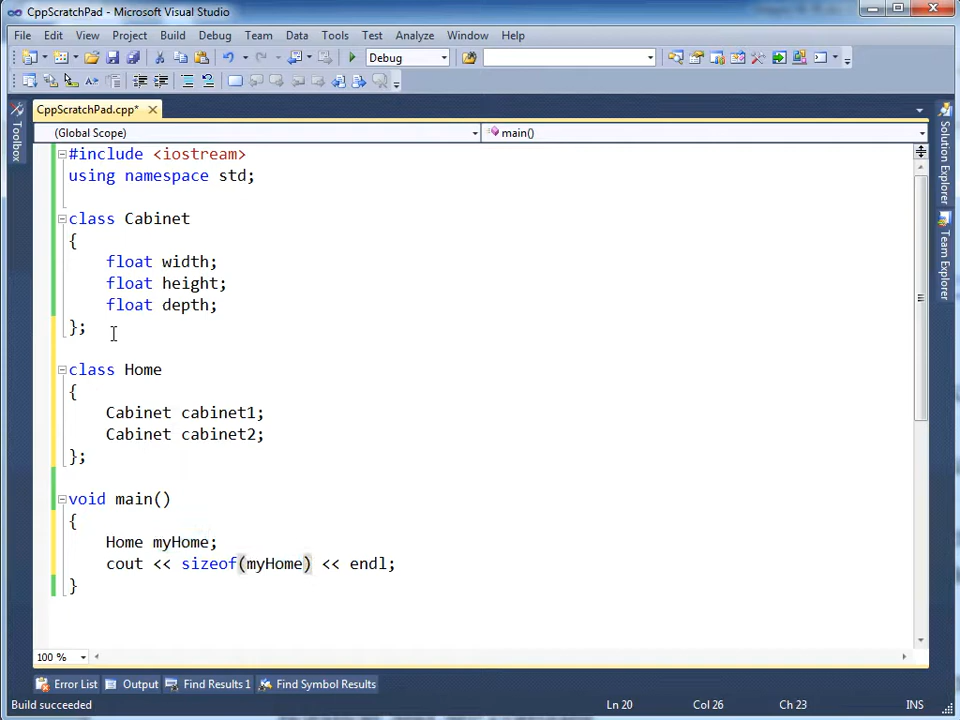 CppScratchPad - Microsoft Visual Studio
File Edit View Project Build Debug Team Data Tools Test Analyze Window Help
Debug
CppScratchPad.cpp*
(Global Scope) main()
#include <iostream>
using namespace std;
class Cabinet
{
float width;
float height;
float depth;
};
class Home
{
Cabinet cabinet1;
Cabinet cabinet2;
};
void main()
{
Home myHome;
cout << sizeof(myHome) << endl;
}
100 %
Error List Output Find Results 1 Find Symbol Results
Build succeeded Ln 20 Col 26 Ch 23 INS
Toolbox
Solution Explorer
Team Explorer